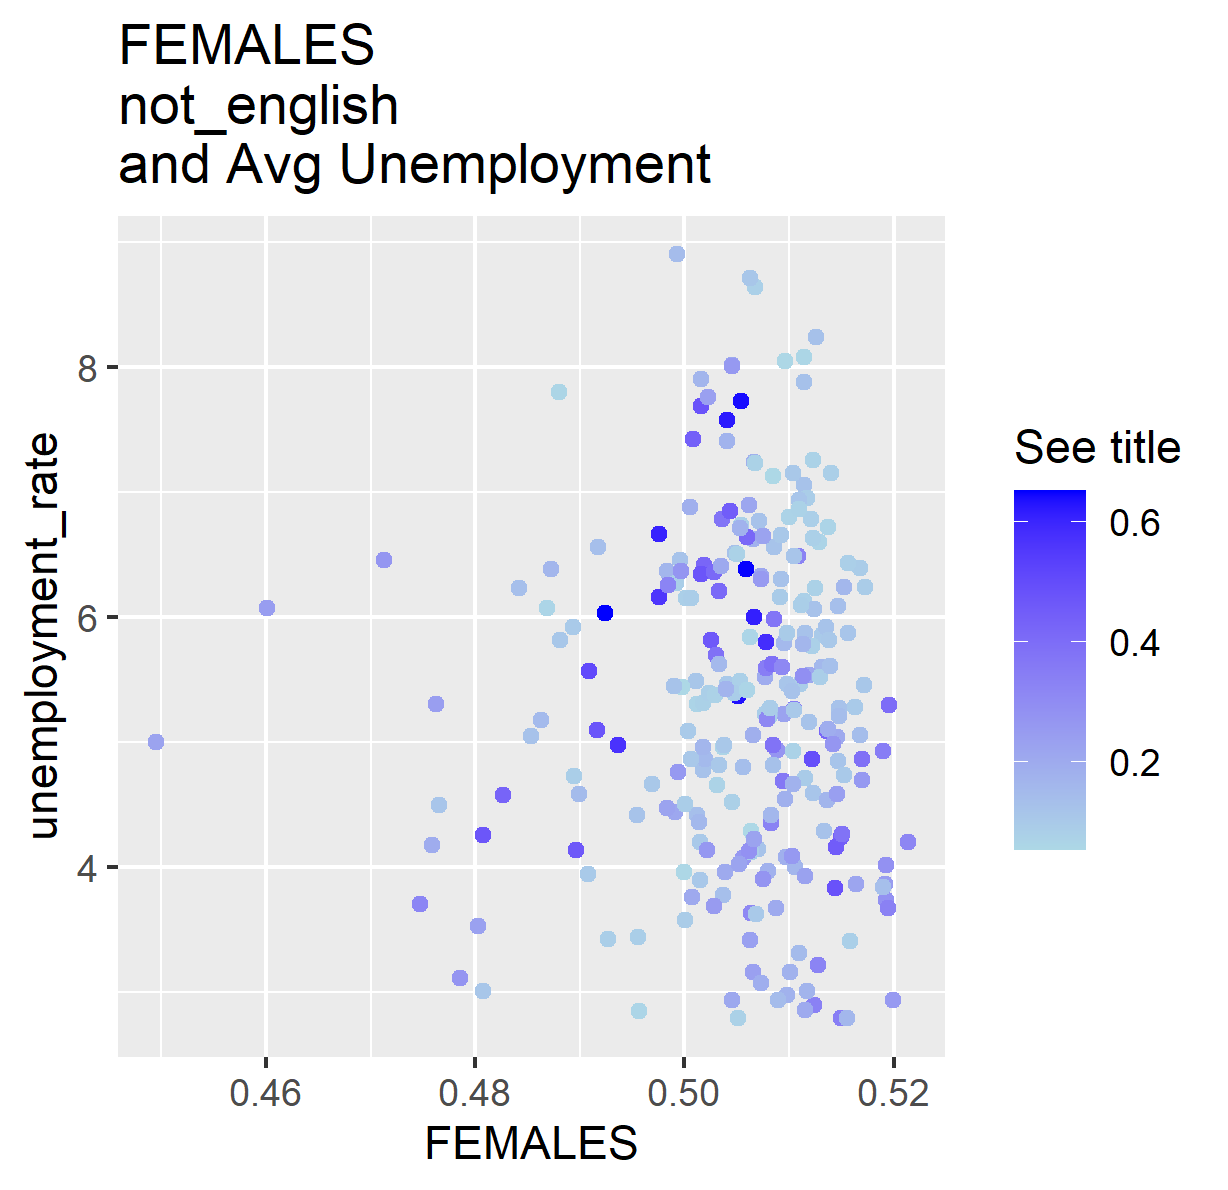 FEMALES
not_english
and Avg Unemployment
unemployment_rate
8
6
4
0.46 0.48 0.50 0.52
FEMALES
See title
0.6
0.4
0.2